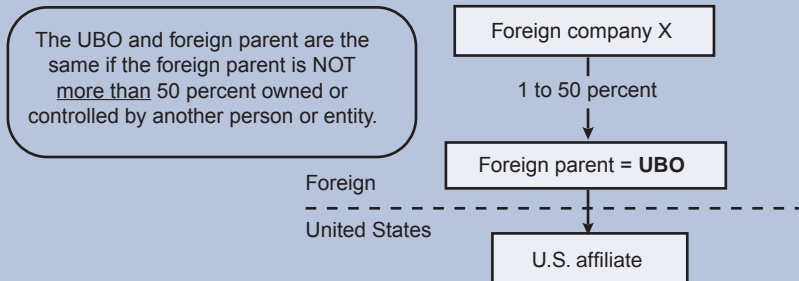 The UBO and foreign parent are the
same if the foreign parent is NOT
more than 50 percent owned or
controlled by another person or entity.
Foreign company X
1 to 50 percent
Foreign parent = UBO
Foreign
United States
U.S. affiliate